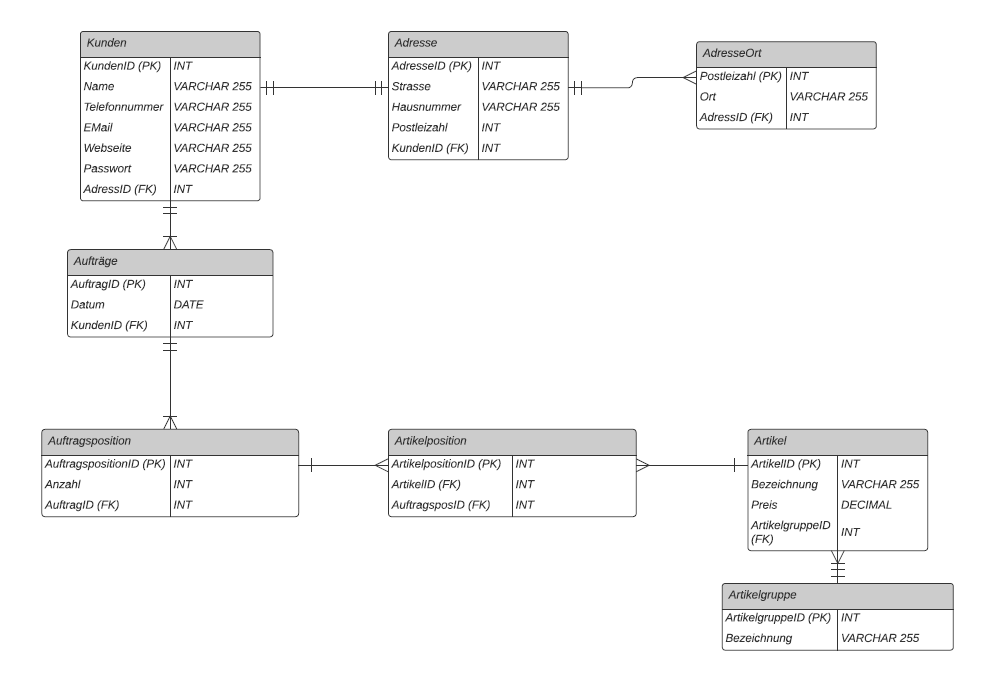 Kunden
KundenID (PK) INT
Name VARCHAR 255
Telefonnummer VARCHAR 255
EMail VARCHAR 255
Webseite VARCHAR 255
Passwort VARCHAR 255
AdressID (FK) INT
Adresse
AdresseID (PK) INT
Strasse VARCHAR 255
Hausnummer VARCHAR 255
Postleizahl INT
KundenID (FK) INT
AdresseOrt
Postleizahl (PK) INT
Ort VARCHAR 255
AdressID (FK) INT
Aufträge
AuftragID (PK) INT
Datum DATE
KundenID (FK) INT
Auftragsposition
AuftragspositionID (PK) INT
Anzahl INT
AuftragID (FK) INT
Artikelposition
ArtikelpositionID (PK) INT
ArtikelID (FK) INT
AuftragsposID (FK) INT
Artikel
ArtikelID (PK) INT
Bezeichnung VARCHAR 255
Preis DECIMAL
ArtikelgruppeID
(FK) INT
Artikelgruppe
ArtikelgruppeID (PK) INT
Bezeichnung VARCHAR 255